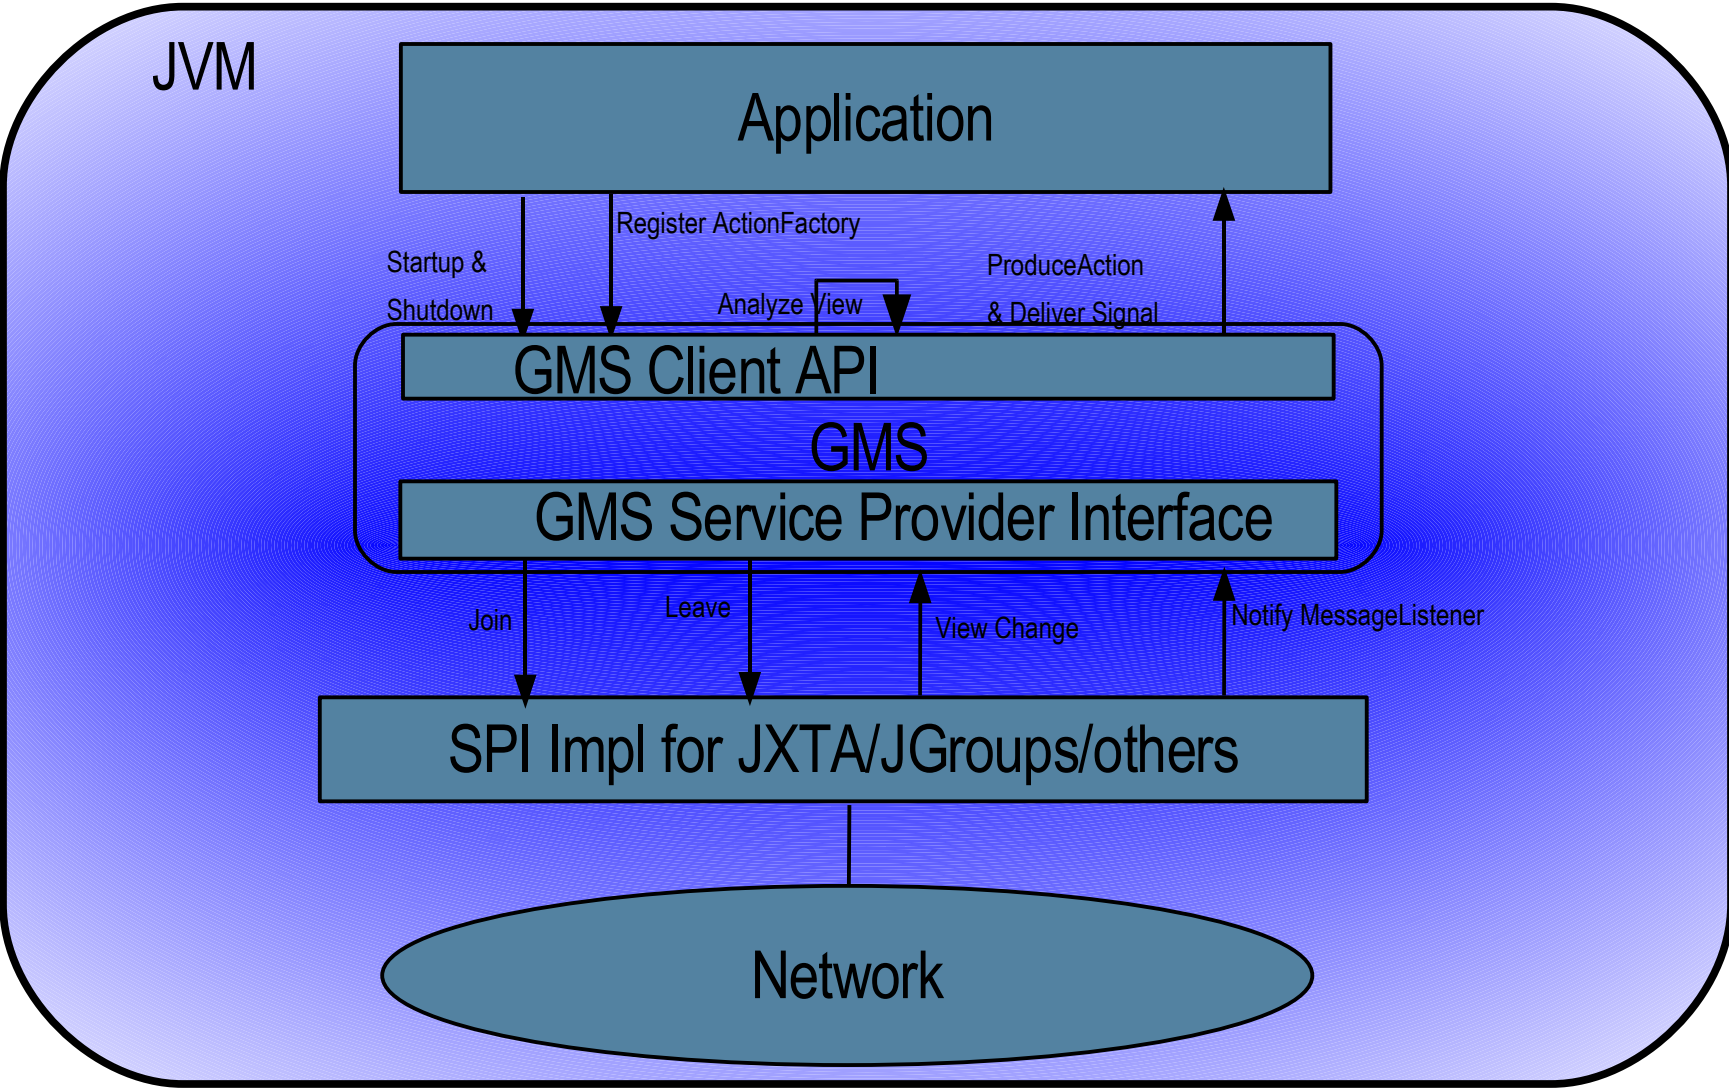 JVM
Application
Register ActionFactory
Startup &
Shutdown
Analyze View
ProduceAction
& Deliver Signal
GMS Client API
GMS
GMS Service Provider Interface
Join
Leave
View Change
Notify MessageListener
SPI Impl for JXTA/JGroups/others
Network